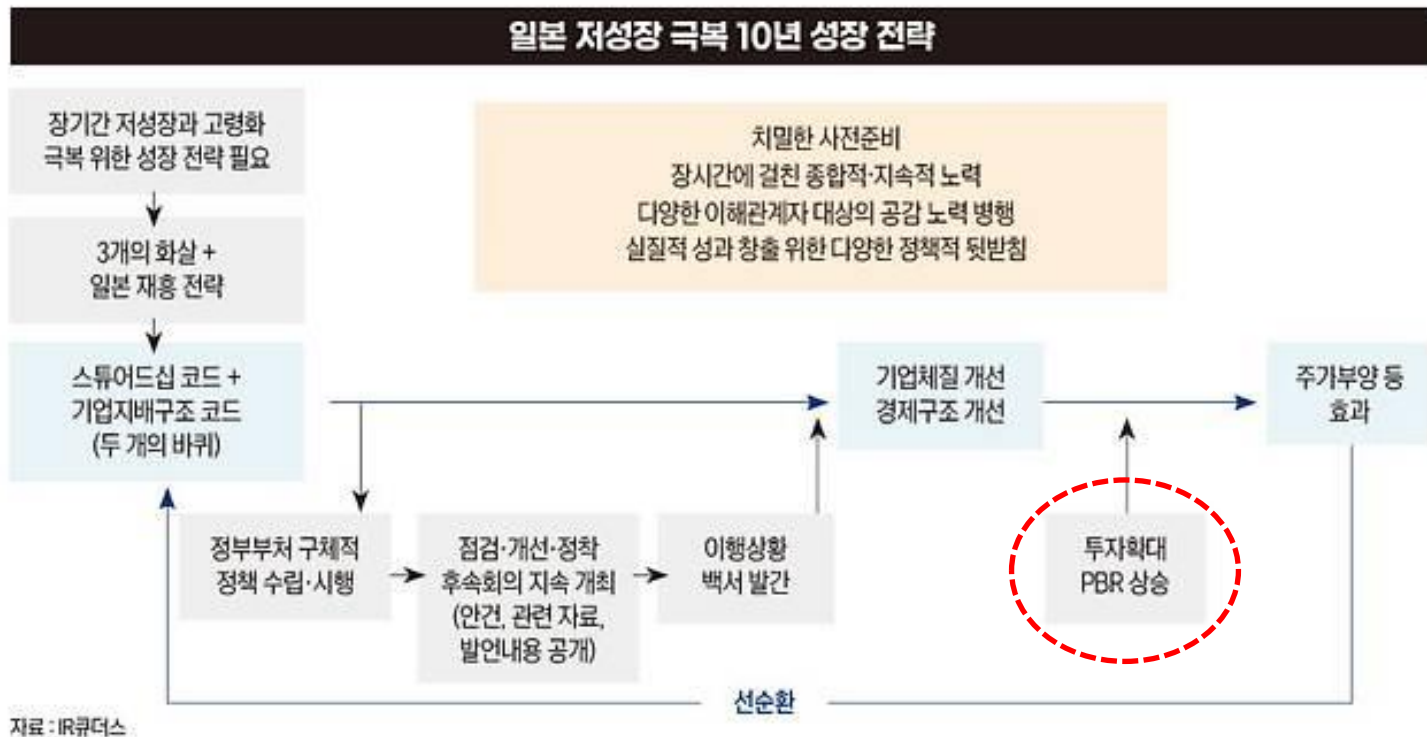 일본 저성장 극복 10년 성장 전략
장기간 저성장과 고령화
극복 위한 성장 전략 필요
치밀한 사전준비
장시간에 걸친 종합적·지속적 노력
다양한 이해관계자 대상의 공감 노력 병행
실질적 성과 창출 위한 다양한 정책적 뒷받침
3개의 화살 +
일본 재흥 전략
스튜어드십 코드 +
기업지배구조 코드
(두 개의 바퀴)
기업체질 개선
경제구조 개선
주가부양 등
효과
정부부처 구체적
정책 수립·시행
점검·개선·정착
후속회의 지속 개최
(안건, 관련 자료,
발언내용 공개)
이행상황
백서 발간
투자확대
PBR 상승
선순환
자료 : IR큐더스